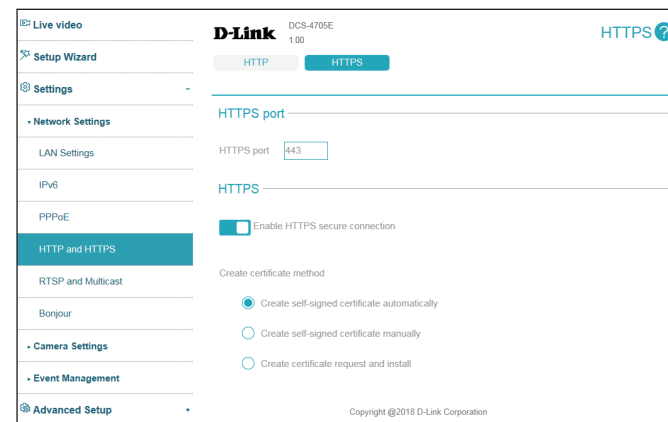 Live video
Setup Wizard
Settings -
Network Settings
LAN Settings
IPv6
PPPoE
HTTP and HTTPS
RTSP and Multicast
Bonjour
Camera Settings
Event Management
Advanced Setup +
D-Link
DCS-4705E
1.00
HTTPS ?
HTTP
HTTPS
HTTPS port
HTTPS port 443
HTTPS
Enable HTTPS secure connection
Create certificate method
Create self-signed certificate automatically
Create self-signed certificate manually
Create certificate request and install
Copyright @2018 D-Link Corporation